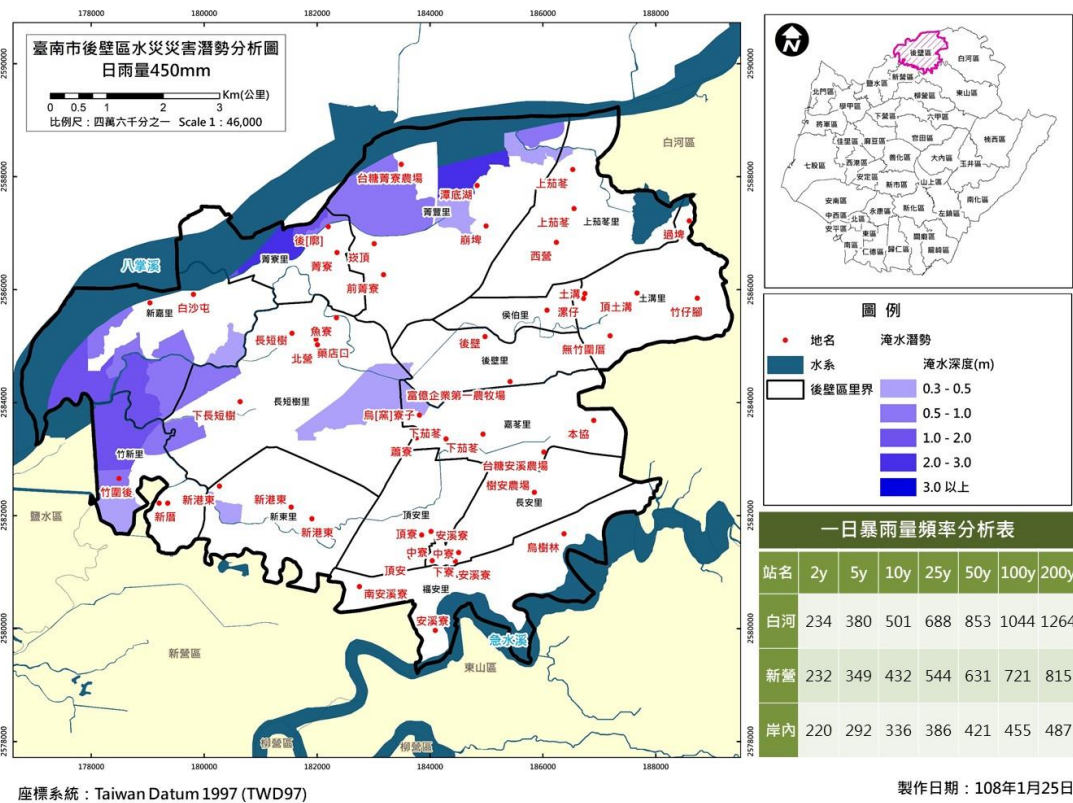 臺南市後壁區水災災害潛勢分析圖
日雨量450mm
0 0.5 1 2 3 Km(公里)
比例尺：四萬六千分之一 Scale 1：46,000
178000 180000 182000 184000 186000 188000
2590000
2588000
2586000
2584000
2582000
2580000
2578000
白河區
台糖菁寮農場
潭底湖
上茄苳
菁豐里
上茄苳
上茄苳里
過埤
後[廍]
崩埤
菁寮
崁頂
西營
菁寮里
前菁寮
八掌溪
白沙屯
新嘉里
土溝
土溝里
頂土溝
竹仔腳
漯仔
侯伯里
魚寮
長短樹
北營
藥店口
後壁
無竹圍厝
後壁里
富億企業第一農牧場
長短樹里
下長短樹
烏[窯]寮子
嘉苳里
本協
下茄苳
下茄苳
蕭寮
竹新里
台糖安溪農場
樹安農場
竹圍後
新港東
新厝
新港東
新東里
新港東
長安里
頂安里
頂寮
安溪寮
烏樹林
中寮
中寮
頂安
下寮
安溪寮
南安溪寮
福安里
安溪寮
急水溪
鹽水區
新營區
東山區
柳營區
柳營區
178000 180000 182000 184000 186000 188000
2590000
2588000
2586000
2584000
2582000
2580000
2578000
座標系統：Taiwan Datum 1997 (TWD97)
N
後壁區
白河區
鹽水區
新營區
北門區
柳營區
東山區
學甲區
下營區
六甲區
將軍區
官田區
楠西區
佳里區
麻豆區
七股區
西港區
善化區
大內區
玉井區
安定區
山上區
新市區
安南區
南化區
中西區
北區
永康區
新化區
左鎮區
安平區
東區
關廟區
南區
仁德區
歸仁區
龍崎區
圖 例
地名
水系
後壁區里界
淹水潛勢
淹水深度(m)
0.3 - 0.5
0.5 - 1.0
1.0 - 2.0
2.0 - 3.0
3.0 以上
一日暴雨量頻率分析表
站名 2y 5y 10y 25y 50y 100y 200y
白河 234 380 501 688 853 1044 1264
新營 232 349 432 544 631 721 815
岸內 220 292 336 386 421 455 487
製作日期：108年1月25日